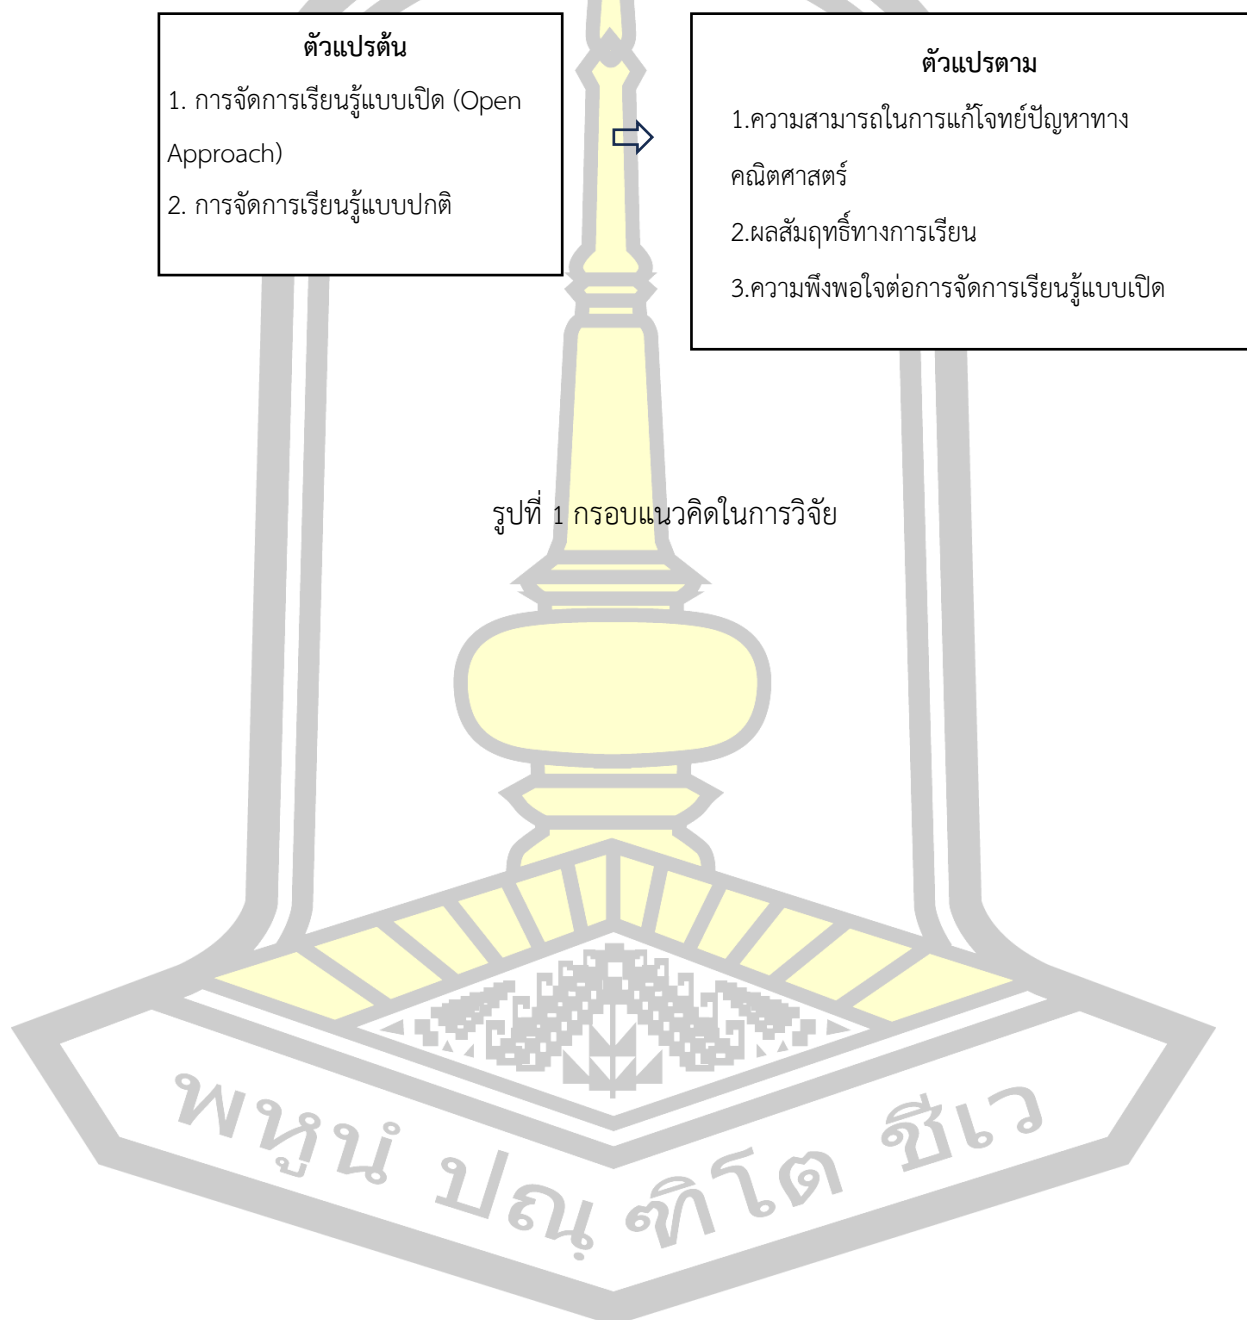 ตัวแปรต้น
1. การจัดการเรียนรู้แบบเปิด (Open
Approach)
2. การจัดการเรียนรู้แบบปกติ
ตัวแปรตาม
1.ความสามารถในการแก้โจทย์ปัญหาทาง
คณิตศาสตร์
2.ผลสัมฤทธิ์ทางการเรียน
3.ความพึงพอใจต่อการจัดการเรียนรู้แบบเปิด
รูปที่ 1 กรอบแนวคิดในการวิจัย
พหูนํ ปณฺฑิโต ชีเว